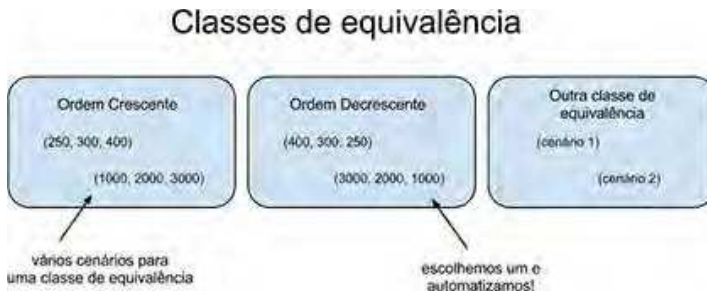 Classes de equivalência
Ordem Crescente
(250, 300, 400)
(1000, 2000, 3000)
Ordem Decrescente
(400, 300, 250)
(3000, 2000, 1000)
Outra classe de
equivalência
(cenário 1)
(cenário 2)
vários cenários para
uma classe de equivalência
escolhemos um e
automatizamos!